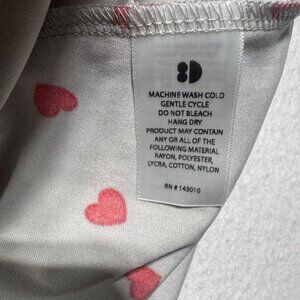 8D
MACHINE WASH COLD
GENTLE CYCLE
DO NOT BLEACH
HANG DRY
PRODUCT MAY CONTAIN
ANY OR ALL OF THE
FOLLOWING MATERIAL
RAYON, POLYESTER,
LYCRA, COTTON, NYLON
RN # 143010